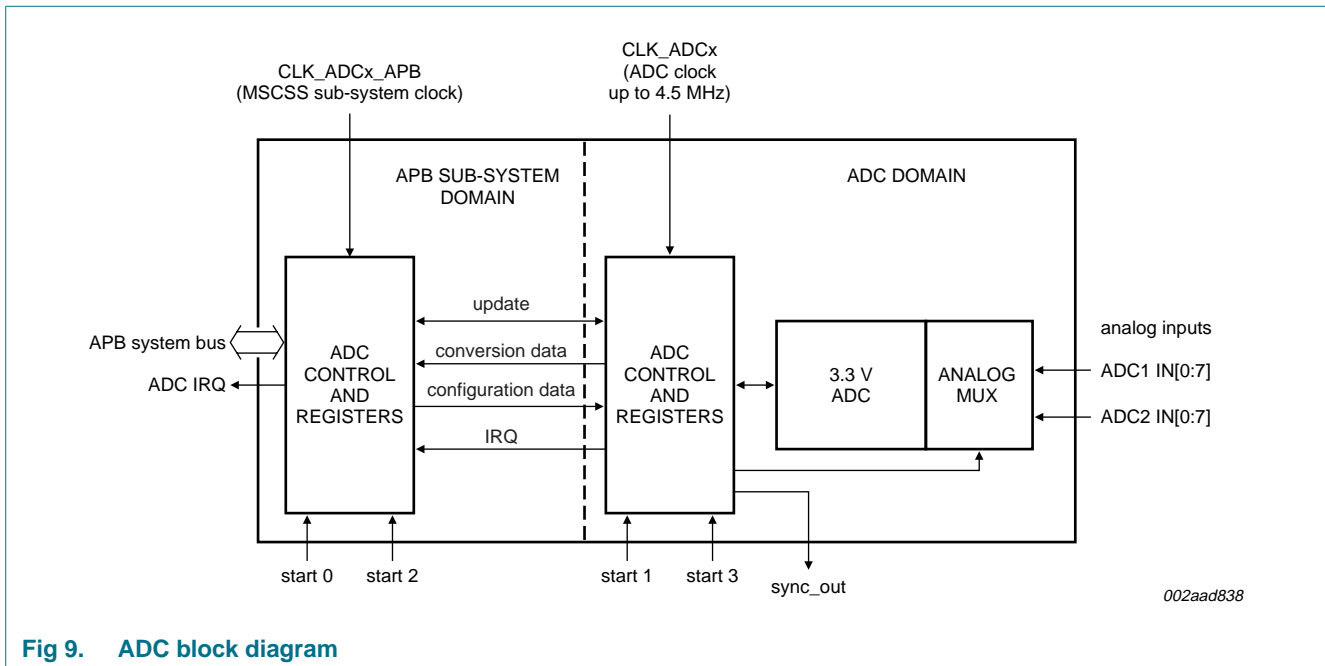 CLK_ADCx_APB
(MSCSS sub-system clock)
CLK_ADCx
(ADC clock
up to 4.5 MHz)
APB SUB-SYSTEM
DOMAIN
ADC DOMAIN
APB system bus
ADC IRQ
ADC
CONTROL
AND
REGISTERS
update
conversion data
configuration data
IRQ
ADC
CONTROL
AND
REGISTERS
3.3 V
ADC
ANALOG
MUX
analog inputs
ADC1 IN[0:7]
ADC2 IN[0:7]
start 0
start 2
start 1
start 3
sync_out
002aad838
Fig 9. ADC block diagram